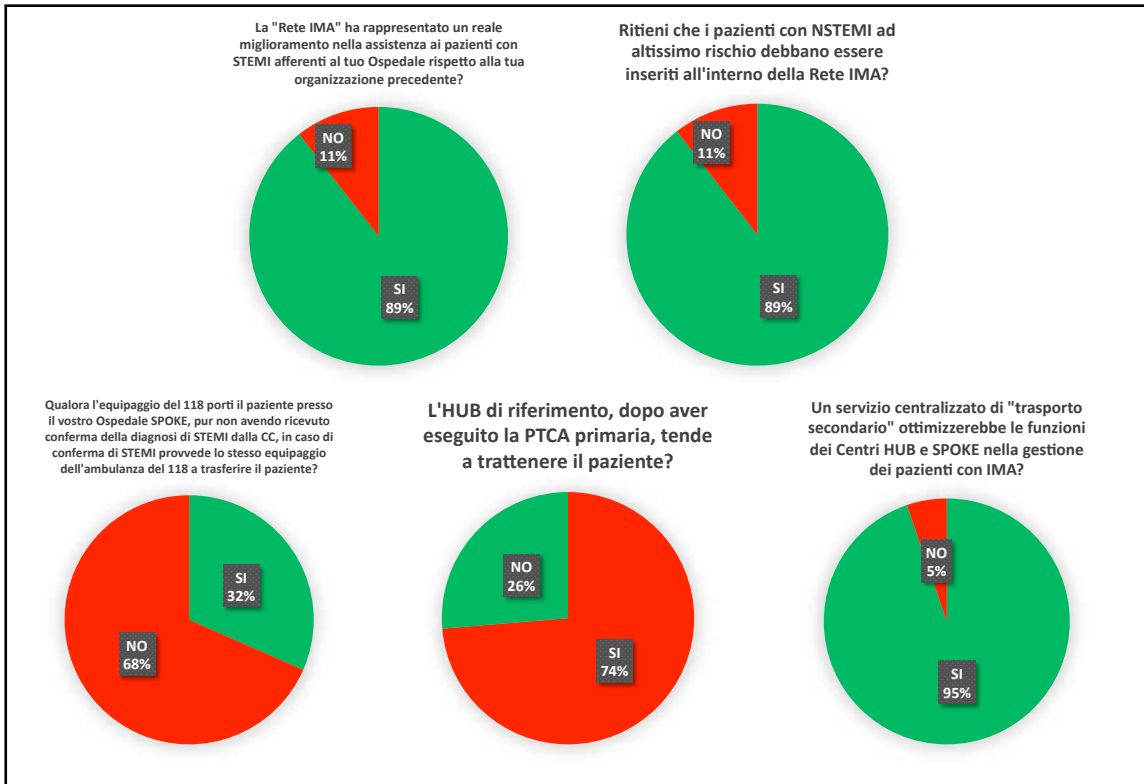 La "Rete IMA" ha rappresentato un reale
miglioramento nella assistenza ai pazienti con
STEMI afferenti al tuo Ospedale rispetto alla tua
organizzazione precedente?
NO
11%
SI
89%
Ritieni che i pazienti con NSTEMI ad
altissimo rischio debbano essere
inseriti all'interno della Rete IMA?
NO
11%
SI
89%
Qualora l'equipaggio del 118 porti il paziente presso
il vostro Ospedale SPOKE, pur non avendo ricevuto
conferma della diagnosi di STEMI dalla CC, in caso di
conferma di STEMI provvede lo stesso equipaggio
dell'ambulanza del 118 a trasferire il paziente?
SI
32%
NO
68%
L'HUB di riferimento, dopo aver
eseguito la PTCA primaria, tende
a trattenere il paziente?
NO
26%
SI
74%
Un servizio centralizzato di "trasporto
secondario" ottimizzerebbe le funzioni
dei Centri HUB e SPOKE nella gestione
dei pazienti con IMA?
NO
5%
SI
95%